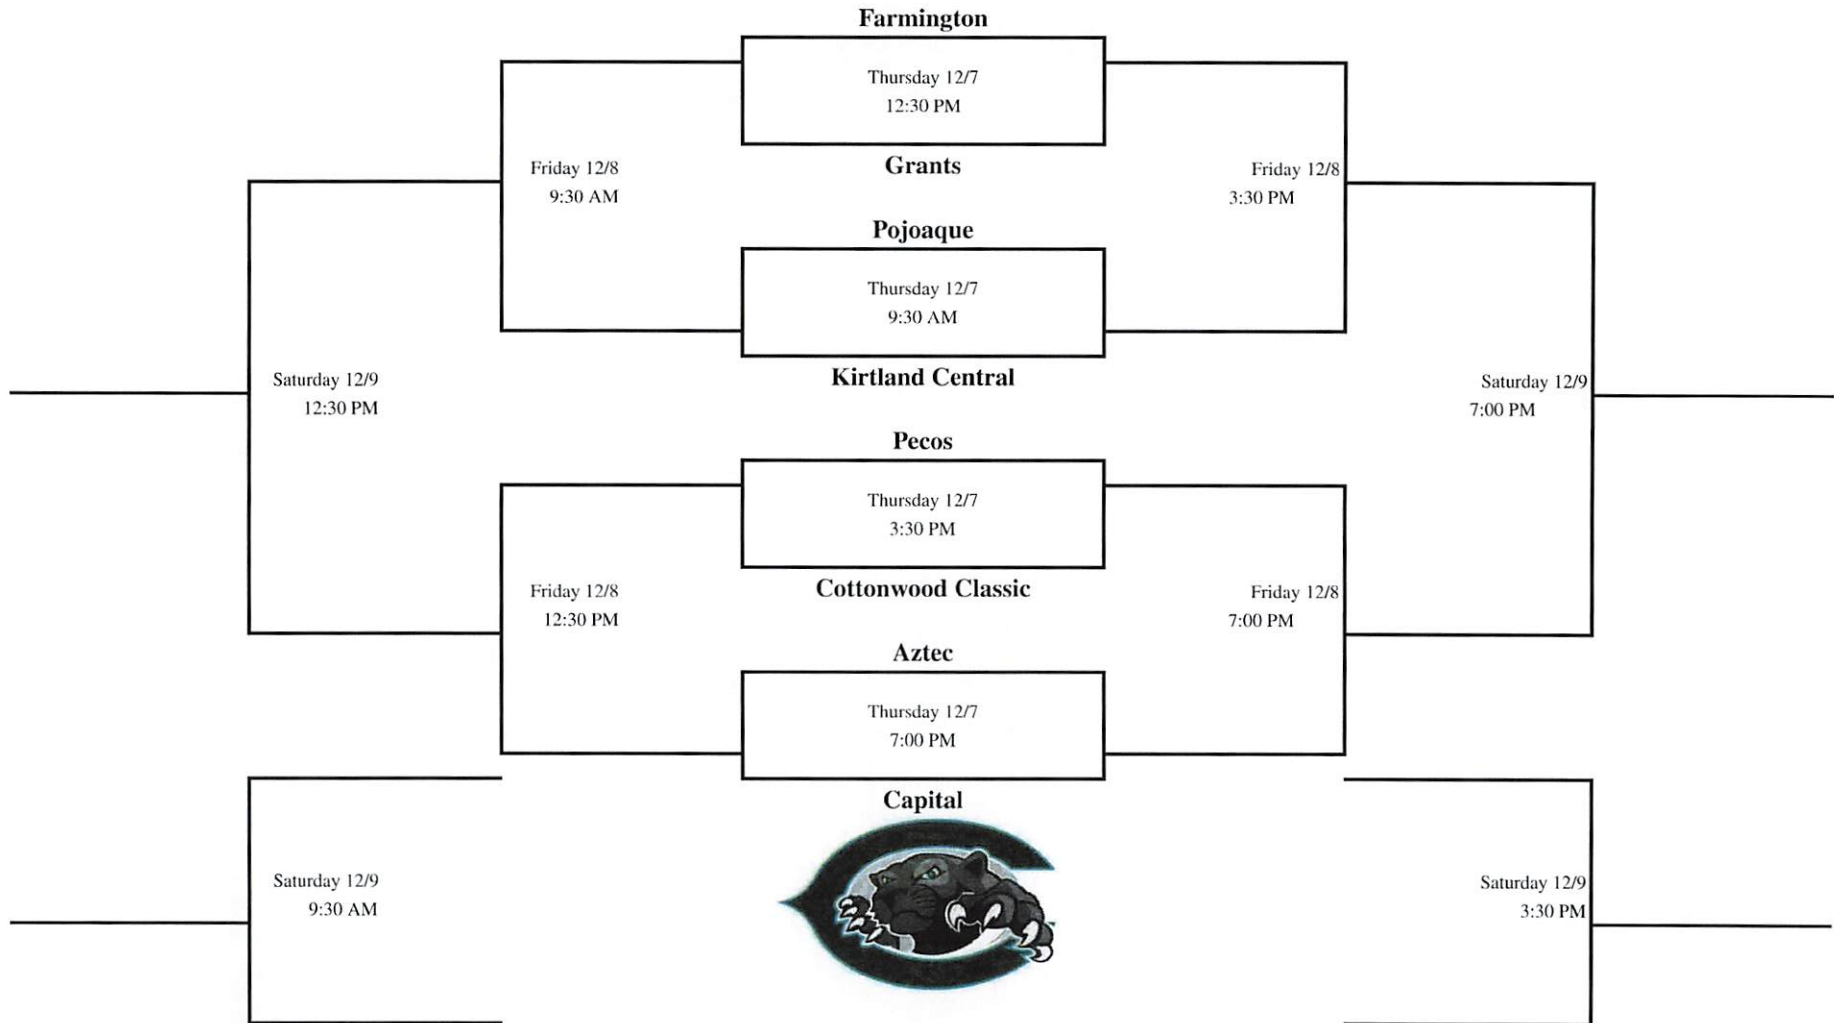 Farmington
Thursday 12/7
12:30 PM
Grants
Friday 12/8
9:30 AM
Friday 12/8
3:30 PM
Pojoaque
Thursday 12/7
9:30 AM
Kirtland Central
Saturday 12/9
12:30 PM
Saturday 12/9
7:00 PM
Pecos
Thursday 12/7
3:30 PM
Cottonwood Classic
Friday 12/8
12:30 PM
Friday 12/8
7:00 PM
Aztec
Thursday 12/7
7:00 PM
Capital
Saturday 12/9
9:30 AM
Saturday 12/9
3:30 PM